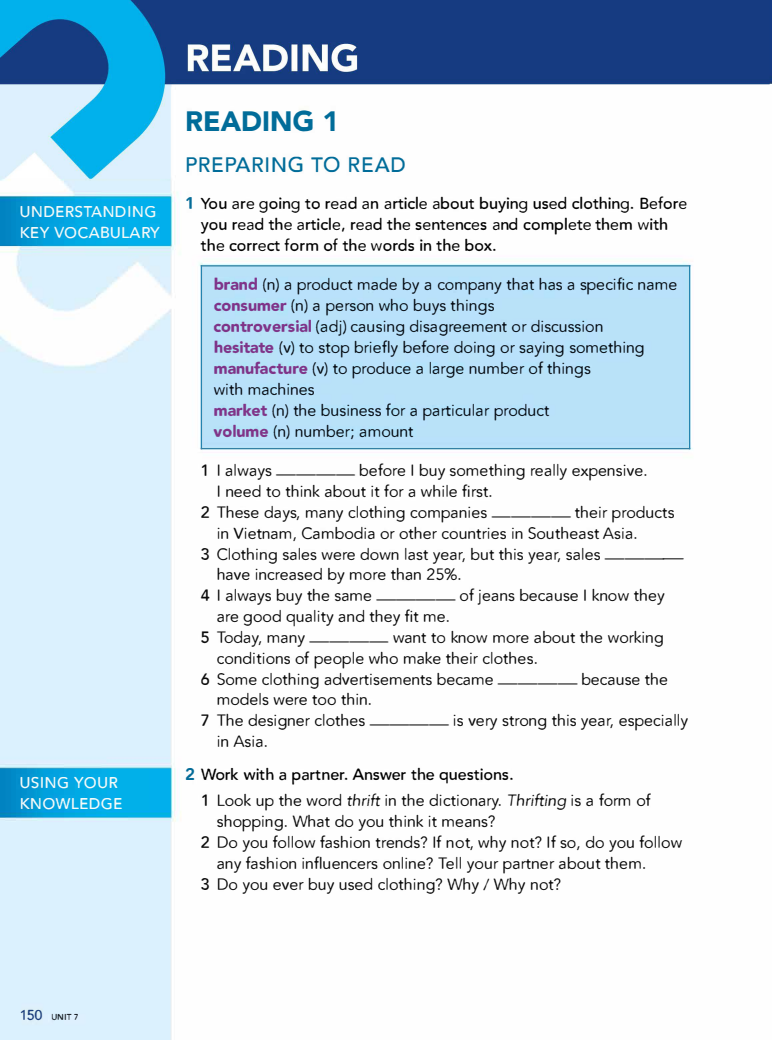 READING
READING 1
PREPARING TO READ
UNDERSTANDING
KEY VOCABULARY
1 You are going to read an article about buying used clothing. Before
you read the article, read the sentences and complete them with
the correct form of the words in the box.
brand (n) a product made by a company that has a specific name
consumer (n) a person who buys things
controversial (adj) causing disagreement or discussion
hesitate (v) to stop briefly before doing or saying something
manufacture (v) to produce a large number of things
with machines
market (n) the business for a particular product
volume (n) number; amount
1 I always ________ before I buy something really expensive.
I need to think about it for a while first.
2 These days, many clothing companies ________ their products
in Vietnam, Cambodia or other countries in Southeast Asia.
3 Clothing sales were down last year, but this year, sales ________
have increased by more than 25%.
4 I always buy the same ________ of jeans because I know they
are good quality and they fit me.
5 Today, many ________ want to know more about the working
conditions of people who make their clothes.
6 Some clothing advertisements became ________ because the
models were too thin.
7 The designer clothes ________ is very strong this year, especially
in Asia.
USING YOUR
KNOWLEDGE
2 Work with a partner. Answer the questions.
1 Look up the word thrift in the dictionary. Thrifting is a form of
shopping. What do you think it means?
2 Do you follow fashion trends? If not, why not? If so, do you follow
any fashion influencers online? Tell your partner about them.
3 Do you ever buy used clothing? Why / Why not?
150 UNIT 7